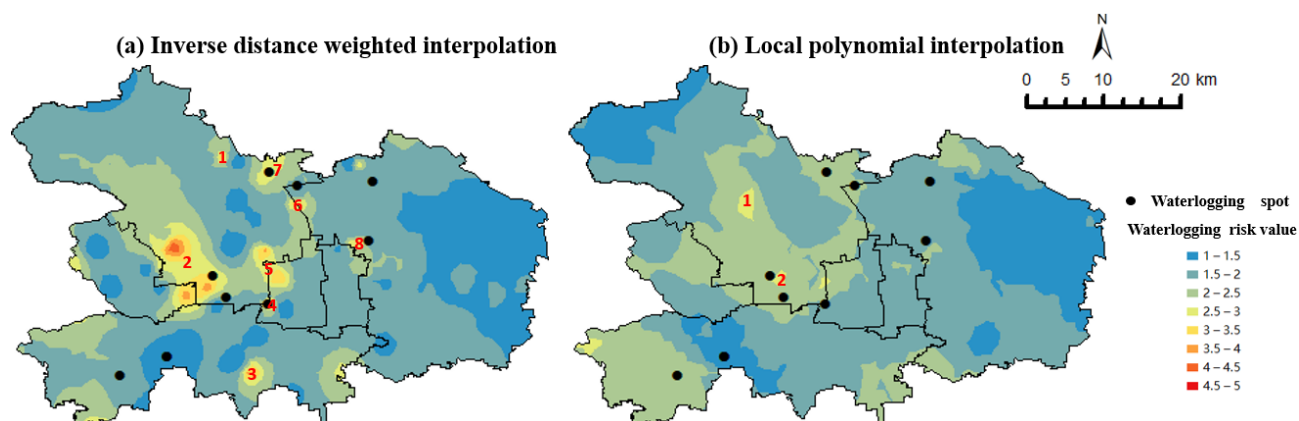 (a) Inverse distance weighted interpolation
(b) Local polynomial interpolation
N
0 5 10 20 km
1
7
6
8
2
5
4
3
1
2
Waterlogging spot
Waterlogging risk value
1 – 1.5
1.5 – 2
2 – 2.5
2.5 – 3
3 – 3.5
3.5 – 4
4 – 4.5
4.5 – 5